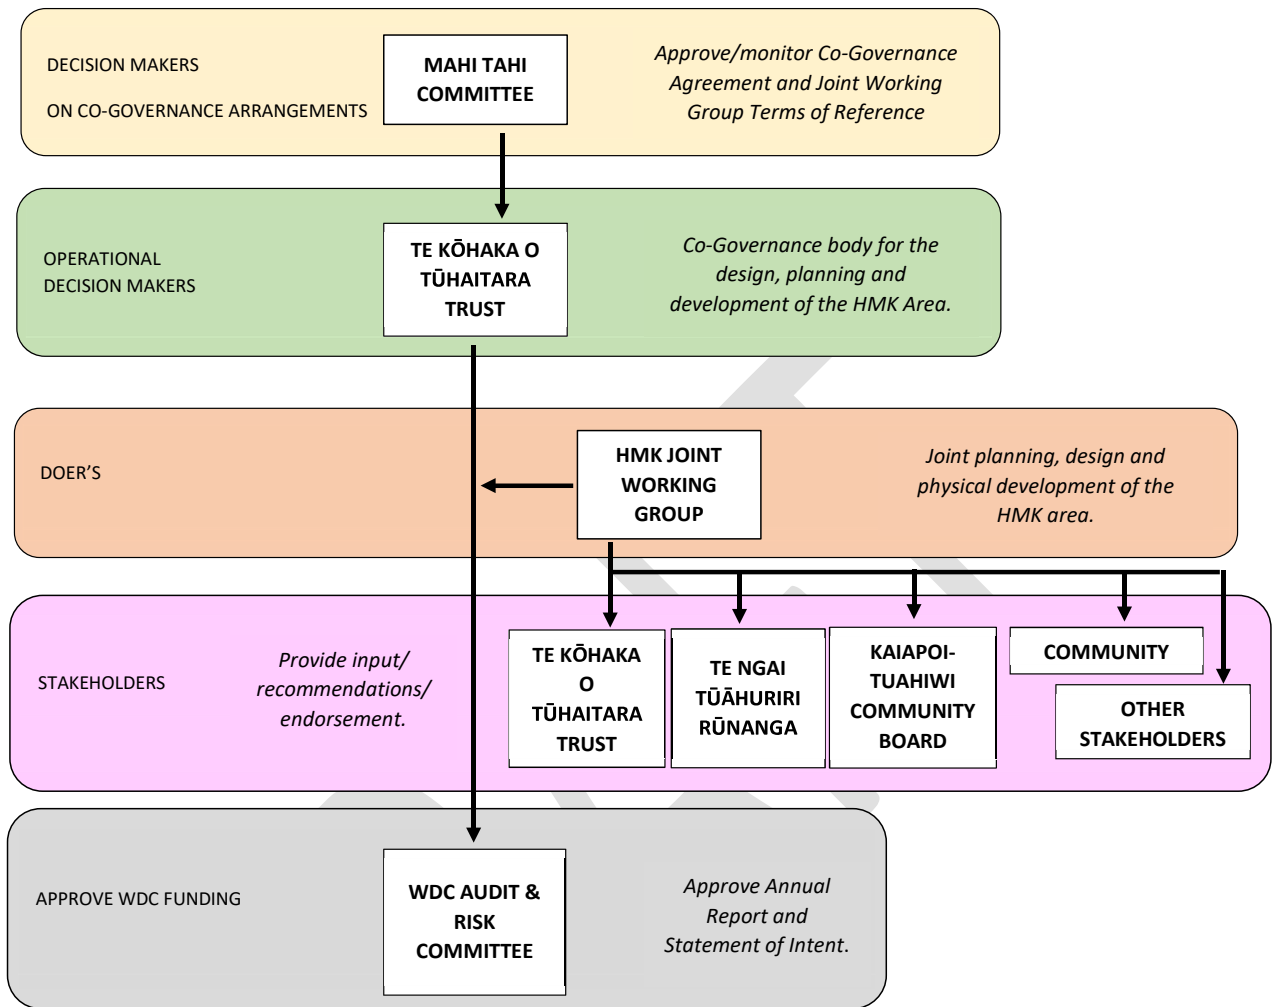 DECISION MAKERS
ON CO-GOVERNANCE ARRANGEMENTS
MAHI TAHI
COMMITTEE
Approve/monitor Co-Governance
Agreement and Joint Working
Group Terms of Reference
OPERATIONAL
DECISION MAKERS
TE KŌHAKA O
TŪHAITARA
TRUST
Co-Governance body for the
design, planning and
development of the HMK Area.
DOER'S
HMK JOINT
WORKING
GROUP
Joint planning, design and
physical development of the
HMK area.
STAKEHOLDERS
Provide input/
recommendations/
endorsement.
TE KŌHAKA
O
TŪHAITARA
TRUST
TE NGAI
TŪĀHURIRI
RŪNANGA
KAIAPOI-
TUAHIWI
COMMUNITY
BOARD
COMMUNITY
OTHER
STAKEHOLDERS
APPROVE WDC FUNDING
WDC AUDIT &
RISK
COMMITTEE
Approve Annual
Report and
Statement of Intent.